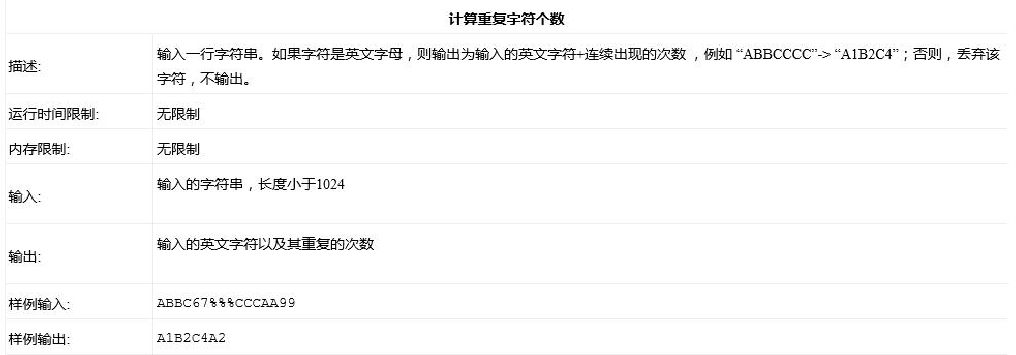 计算重复字符个数
描述:
输入一行字符串。如果字符是英文字母，则输出为输入的英文字符+连续出现的次数 ，例如 “ABBCCCC”-> “A1B2C4”；否则，丢弃该
字符，不输出。
运行时间限制:
无限制
内存限制:
无限制
输入:
输入的字符串，长度小于1024
输出:
输入的英文字符以及其重复的次数
样例输入:
ABBC67%%%CCCAA99
样例输出:
A1B2C4A2